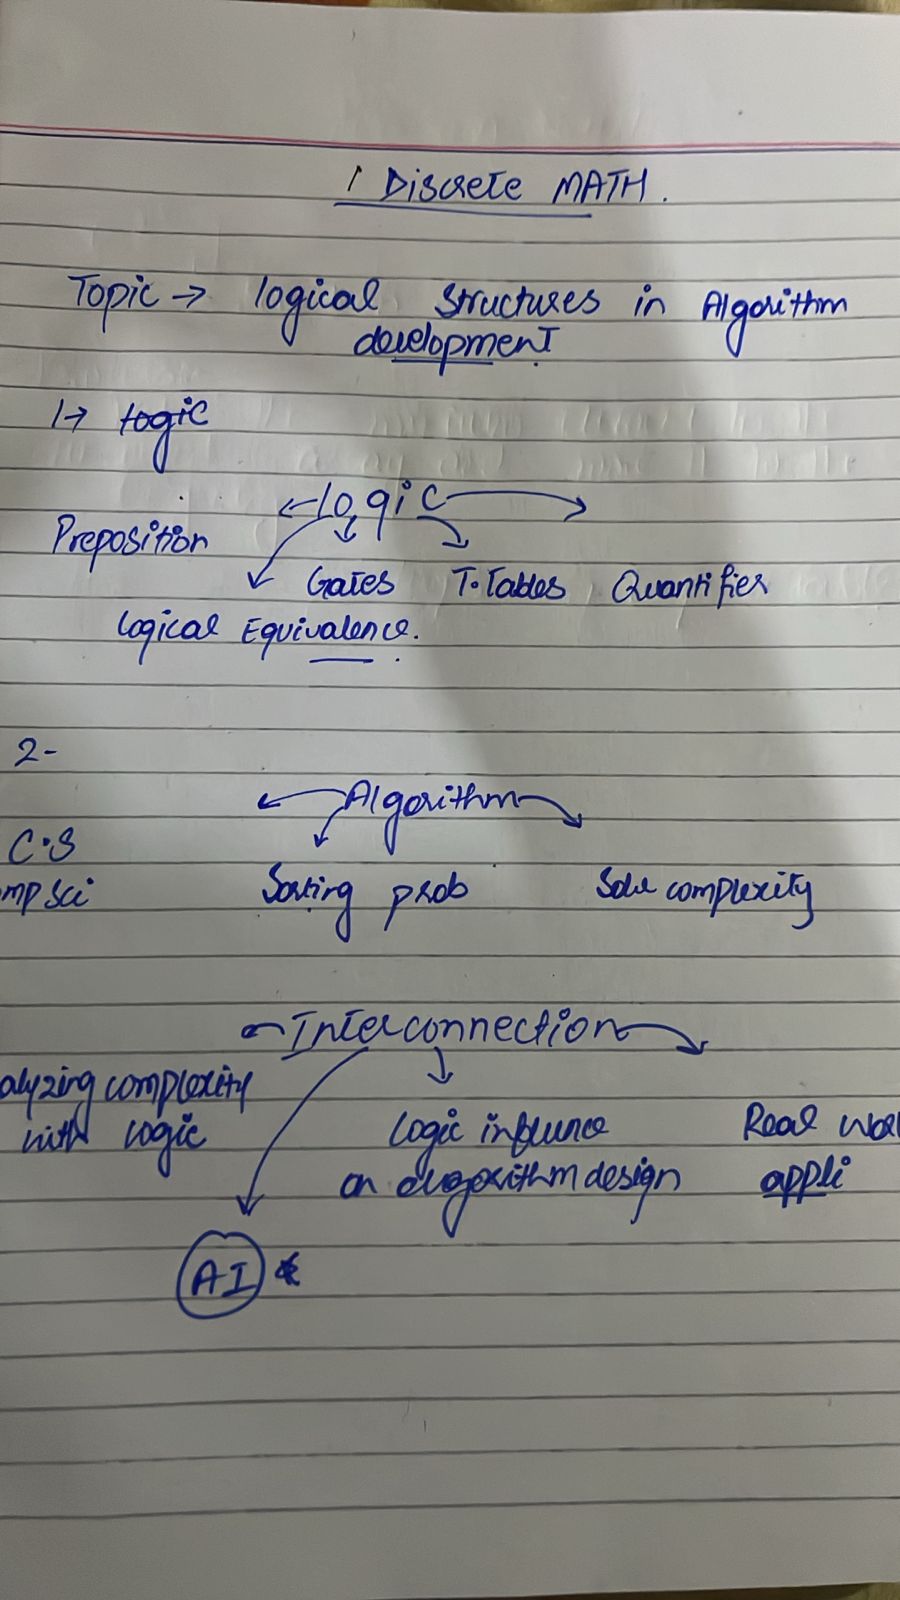 1 Discrete MATH.
Topic → logical structures in Algorithm
development.
1→ logic
←logic→
Preposition
Gates T.Tables Quantifier
logical Equivalence.
2-
Algorithm
C.S
mp Sci Sorting prob Solve complexity
Interconnection
alyzing complexity
with logic Logic influence Real Wor
on algorithm design appli
AI *